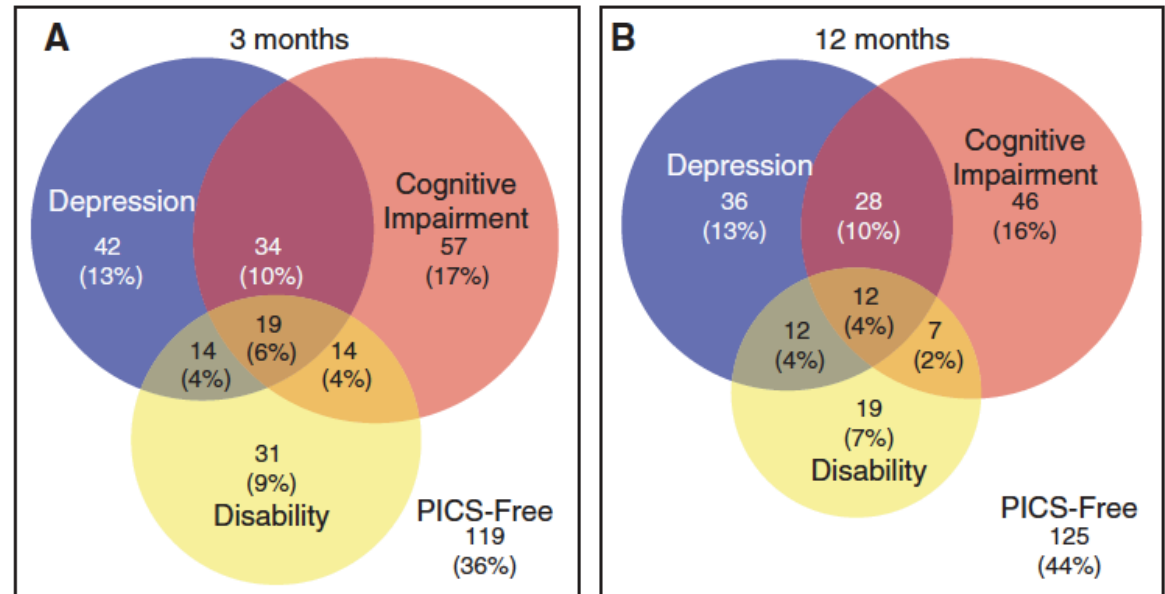 A
3 months
Depression
42
(13%)
34
(10%)
Cognitive
Impairment
57
(17%)
19
(6%)
14
(4%)
14
(4%)
31
(9%)
Disability
PICS-Free
119
(36%)
B
12 months
Depression
36
(13%)
28
(10%)
Cognitive
Impairment
46
(16%)
12
(4%)
12
(4%)
7
(2%)
19
(7%)
Disability
PICS-Free
125
(44%)